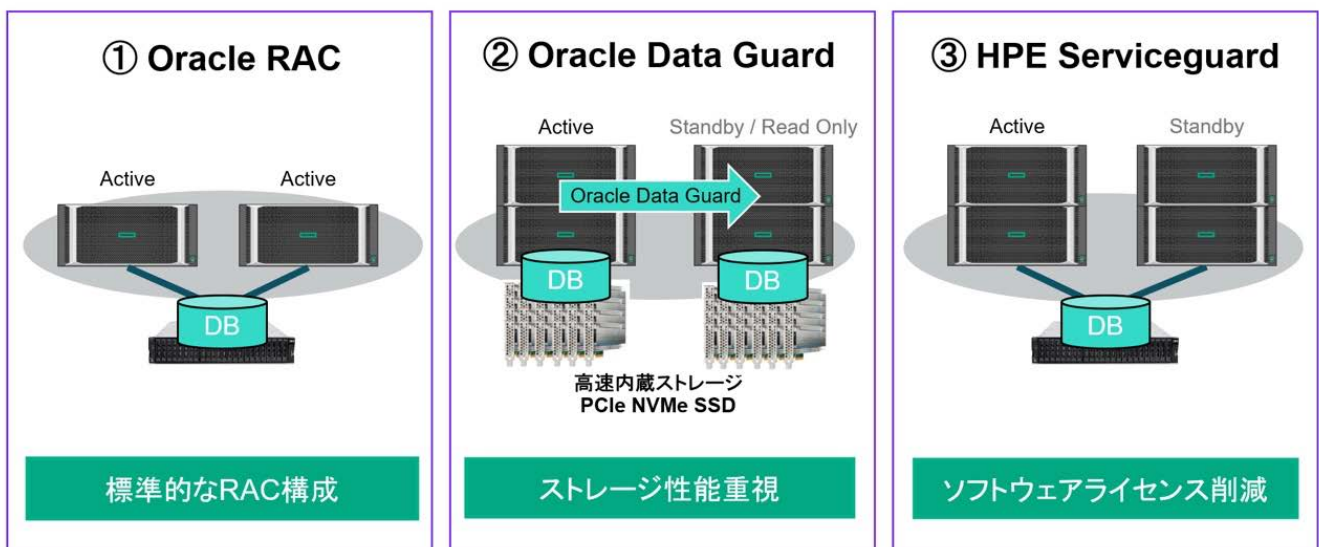 ① Oracle RAC
Active
Active
DB
標準的なRAC構成
② Oracle Data Guard
Active
Standby / Read Only
Oracle Data Guard
DB
DB
高速内蔵ストレージ
PCIe NVMe SSD
ストレージ性能重視
③ HPE Serviceguard
Active
Standby
DB
ソフトウェアライセンス削減